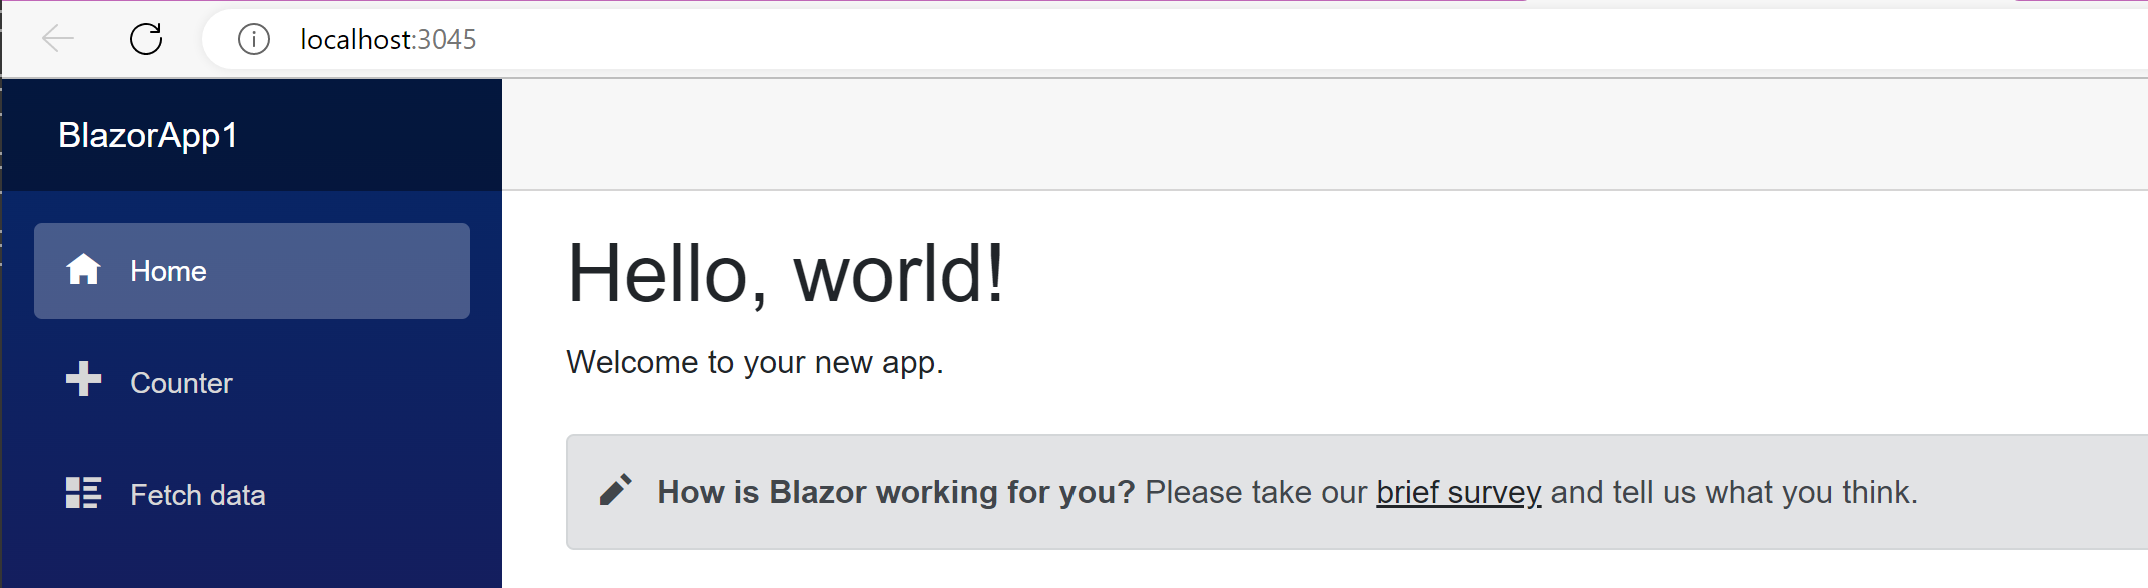 localhost:3045
BlazorApp1
Home
Counter
Fetch data
Hello, world!
Welcome to your new app.
How is Blazor working for you? Please take our brief survey and tell us what you think.